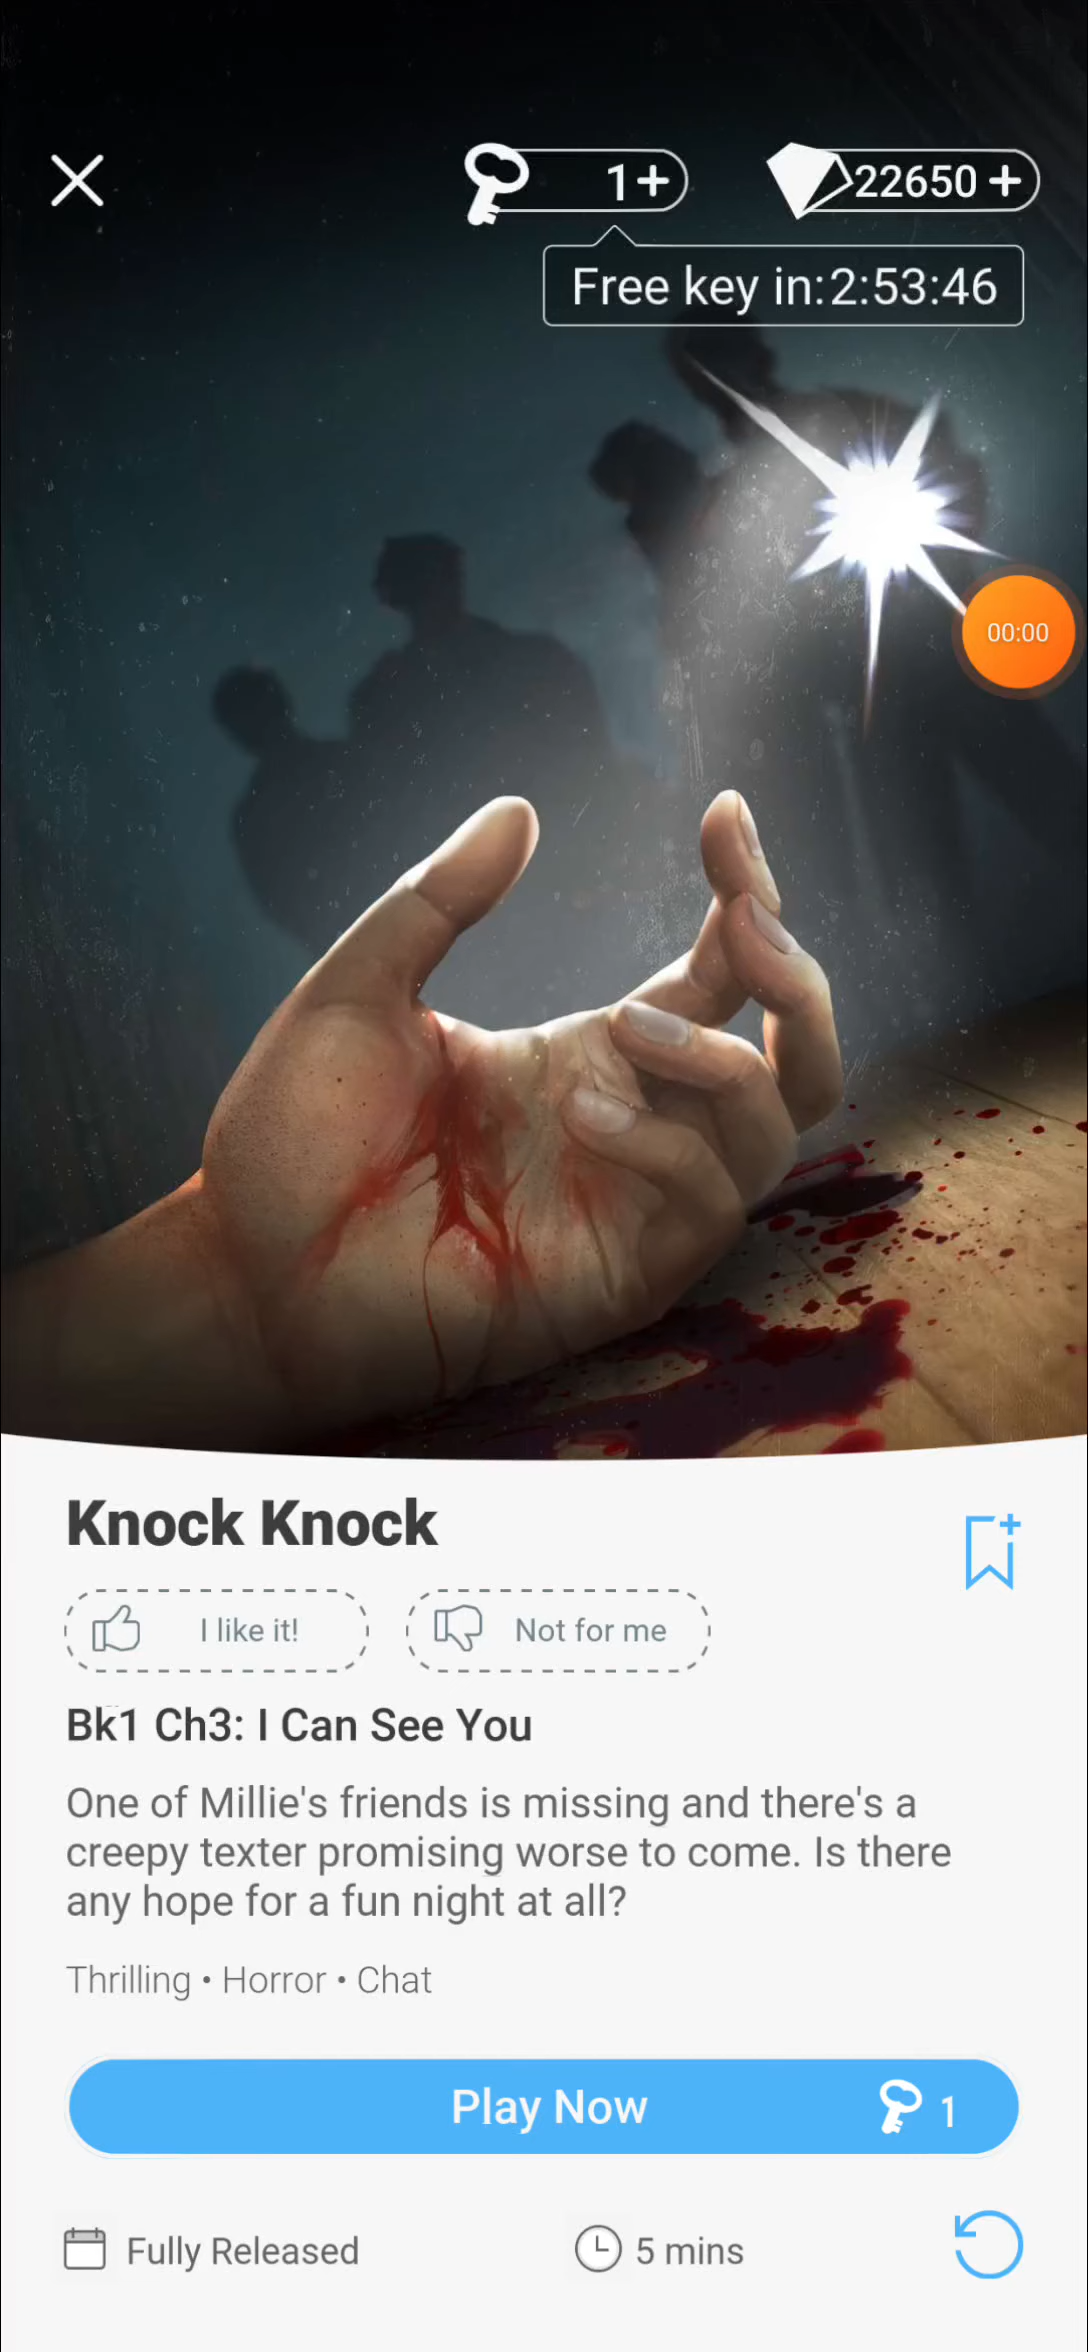 1+
22650 +
Free key in:2:53:46
00:00
Knock Knock
I like it!
Not for me
Bk1 Ch3: I Can See You
One of Millie's friends is missing and there's a
creepy texter promising worse to come. Is there
any hope for a fun night at all?
Thrilling • Horror • Chat
Play Now 1
Fully Released
5 mins